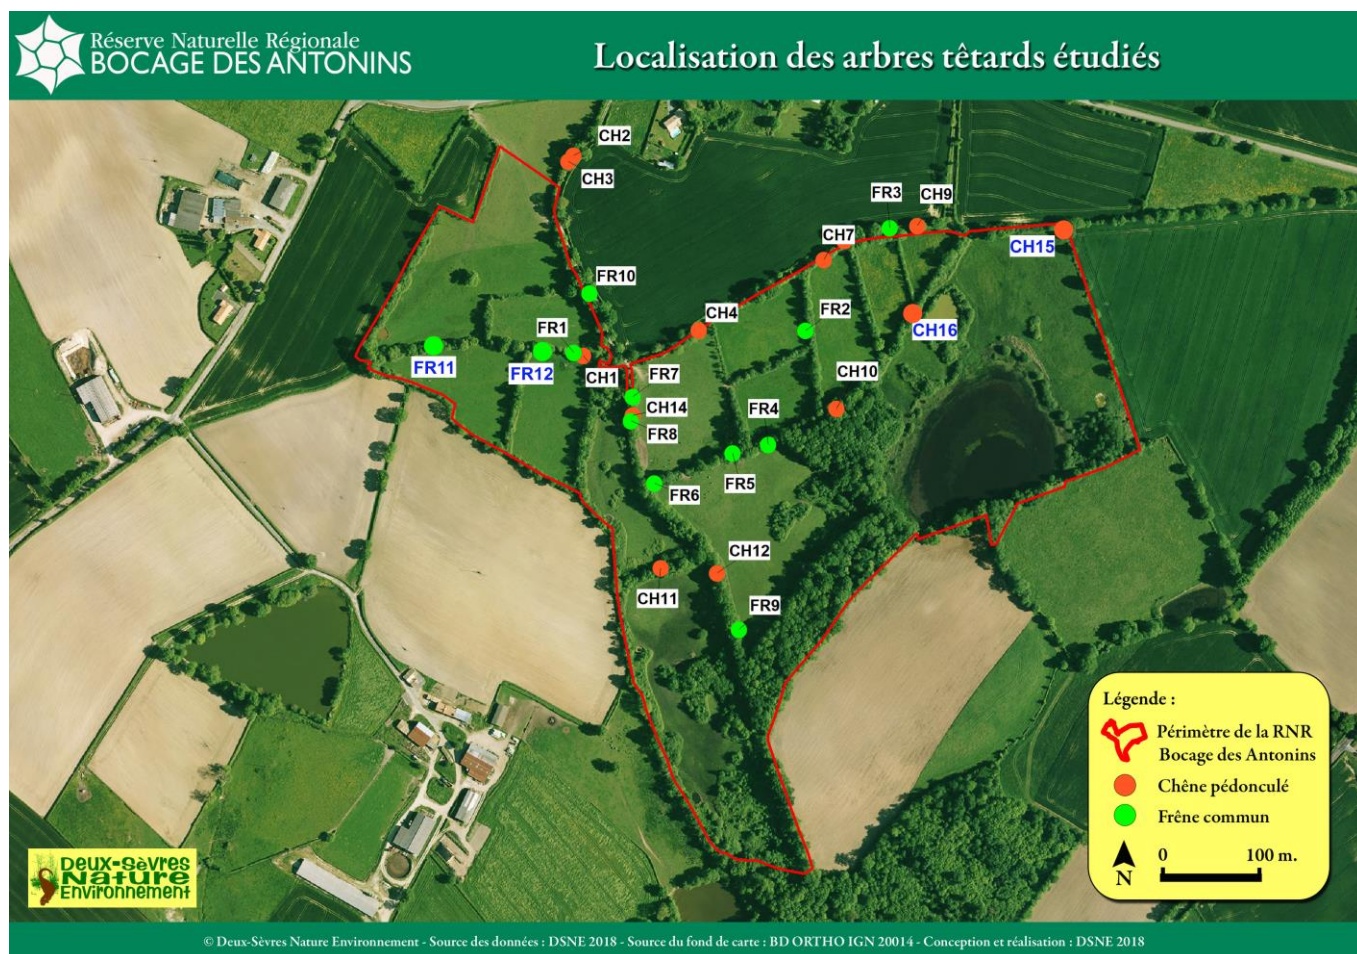 Réserve Naturelle Régionale
BOCAGE DES ANTONINS
Localisation des arbres têtards étudiés
CH2
CH3
FR3
CH9
CH7
CH15
FR10
CH4
FR2
CH16
FR1
FR11
FR12
CH1
FR7
CH10
CH14
FR8
FR4
FR5
FR6
CH12
CH11
FR9
Légende :
Périmètre de la RNR
Bocage des Antonins
Chêne pédonculé
Frêne commun
N
0 100 m.
Deux-Sèvres
Nature
Environnement
© Deux-Sèvres Nature Environnement - Source des données : DSNE 2018 - Source du fond de carte : BD ORTHO IGN 20014 - Conception et réalisation : DSNE 2018